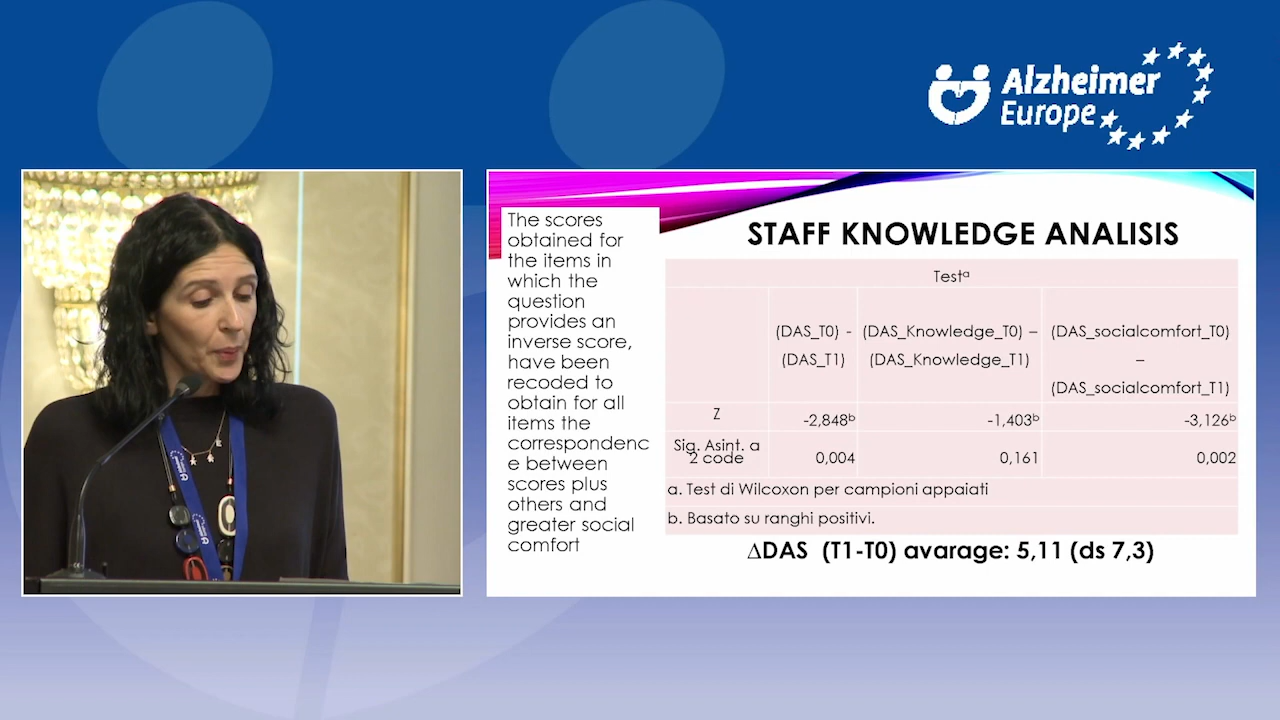 Alzheimer
Europe
The scores
obtained for
the items in
which the
question
provides an
inverse score,
have been
recoded to
obtain for all
items the
correspondenc
e between
scores plus
others and
greater social
comfort
STAFF KNOWLEDGE ANALISIS
Testᵃ
(DAS_T0) -
(DAS_T1)
(DAS_Knowledge_T0) –
(DAS_Knowledge_T1)
(DAS_socialcomfort_T0)
–
(DAS_socialcomfort_T1)
Z -2,848ᵇ -1,403ᵇ -3,126ᵇ
Sig. Asint. a
2 code 0,004 0,161 0,002
a. Test di Wilcoxon per campioni appaiati
b. Basato su ranghi positivi.
∆DAS (T1-T0) avarage: 5,11 (ds 7,3)